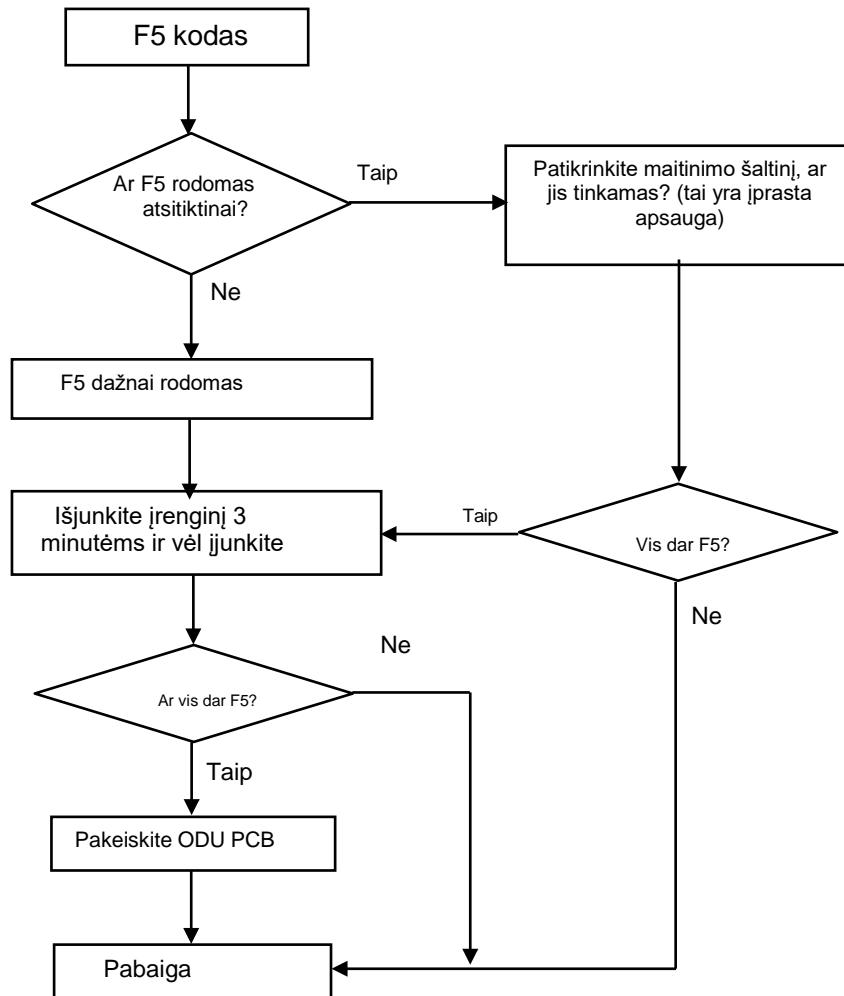 F5 kodas
Ar F5 rodomas
atsitiktinai?
Taip
Patikrinkite maitinimo šaltinį, ar
jis tinkamas? (tai yra įprasta
apsauga)
Ne
F5 dažnai rodomas
Išjunkite įrenginį 3
minutėms ir vėl įjunkite
Taip
Vis dar F5?
Ne
Ne
Ar vis dar F5?
Taip
Pakeiskite ODU PCB
Pabaiga